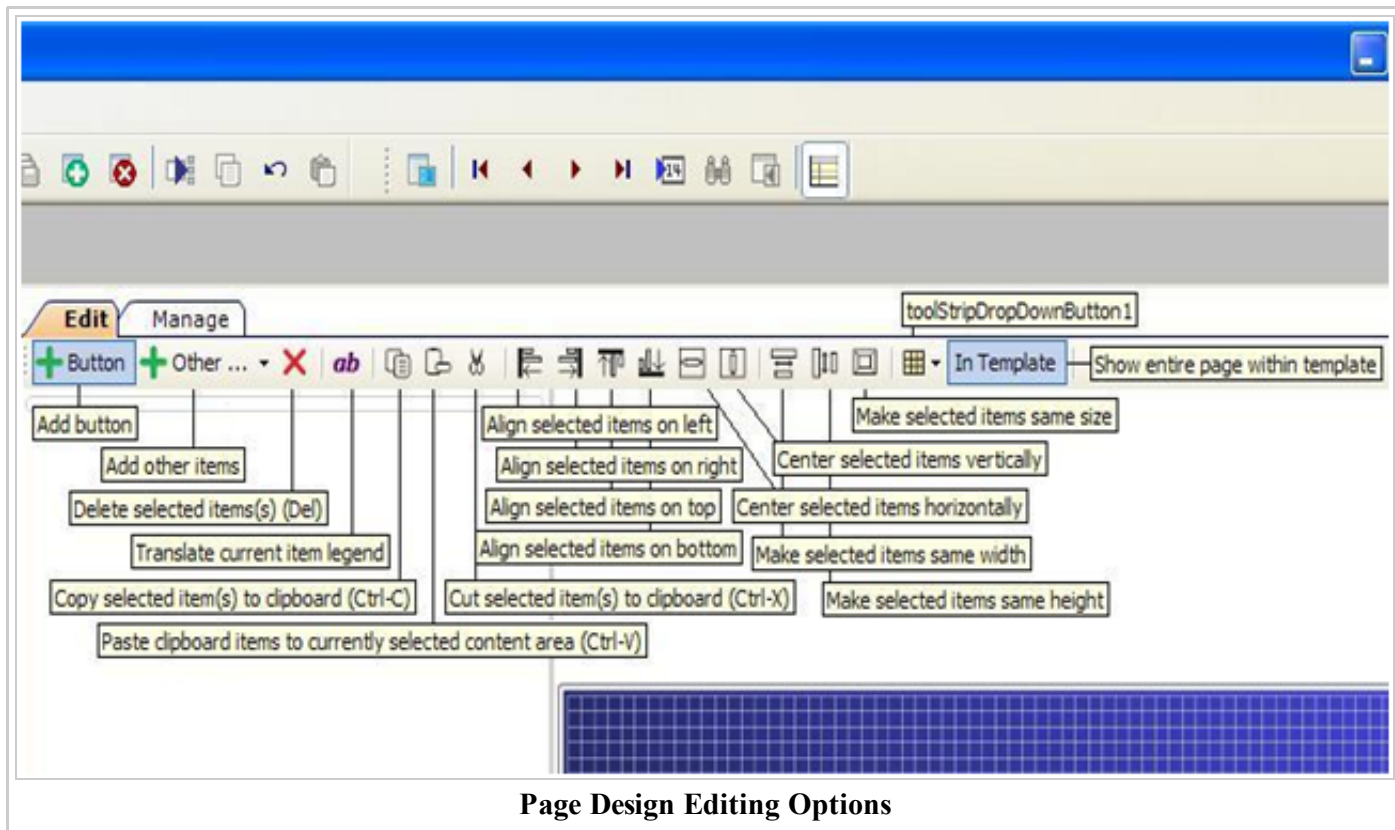 14
Edit Manage
toolStripDropDownButton1
Button Other ... ab In Template
Show entire page within template
Add button
Align selected items on left
Make selected items same size
Add other items
Align selected items on right
Center selected items vertically
Delete selected items(s) (Del)
Align selected items on top
Center selected items horizontally
Translate current item legend
Align selected items on bottom
Make selected items same width
Copy selected item(s) to clipboard (Ctrl-C)
Cut selected item(s) to clipboard (Ctrl-X)
Make selected items same height
Paste clipboard items to currently selected content area (Ctrl-V)
Page Design Editing Options